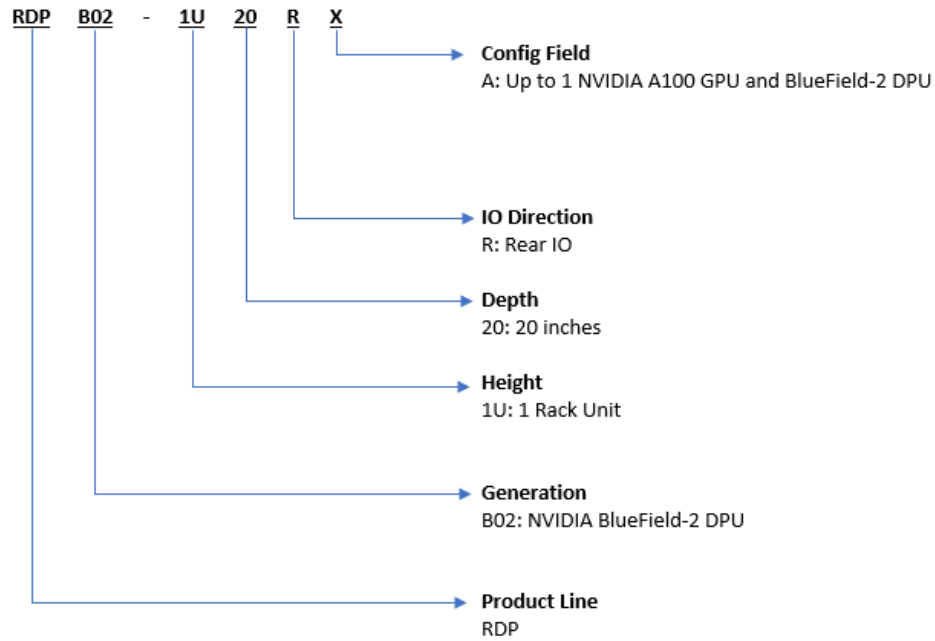 RDP B02 - 1U 20 R X
Config Field
A: Up to 1 NVIDIA A100 GPU and BlueField-2 DPU
IO Direction
R: Rear IO
Depth
20: 20 inches
Height
1U: 1 Rack Unit
Generation
B02: NVIDIA BlueField-2 DPU
Product Line
RDP